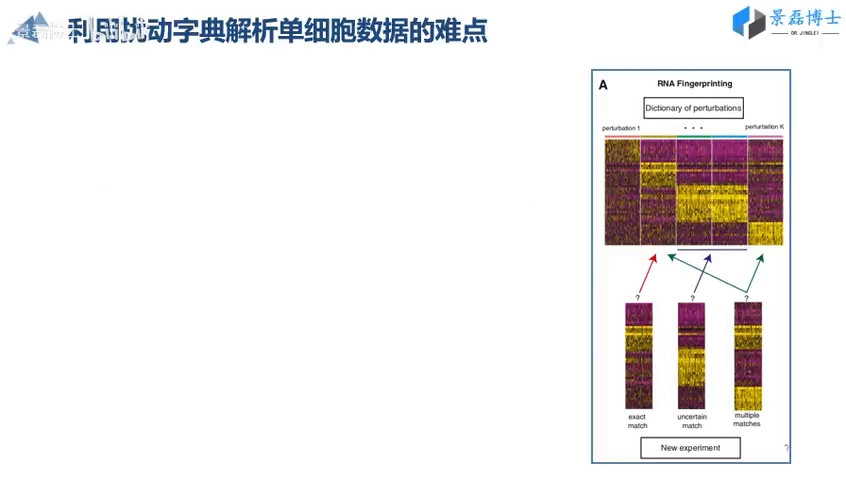 利用扰动字典解析单细胞数据的难点
景磊博士
DR.JINGLEI
A
RNA Fingerprinting
Dictionary of perturbations
perturbation 1
• • •
perturbation K
?
?
?
exact
match
uncertain
match
multiple
matches
New experiment
?